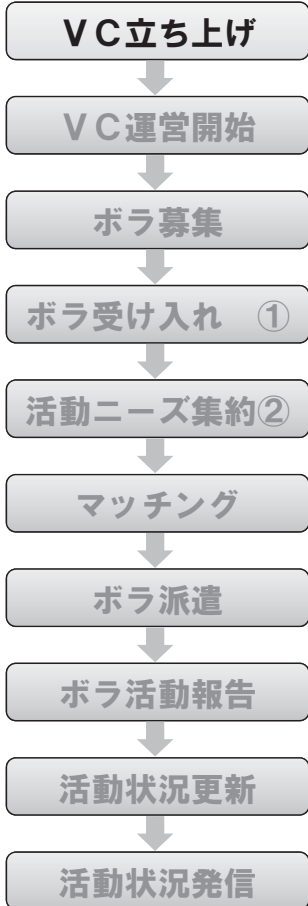 VC立ち上げ
VC運営開始
ボラ募集
ボラ受け入れ ①
活動ニーズ集約②
マッチング
ボラ派遣
ボラ活動報告
活動状況更新
活動状況発信